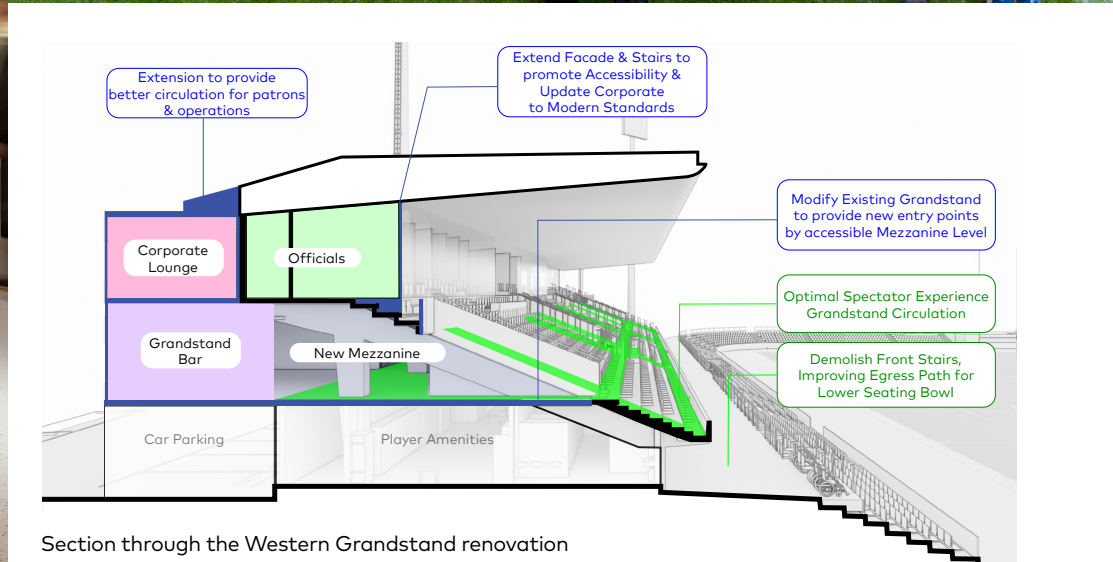 Extension to provide
better circulation for patrons
& operations
Extend Facade & Stairs to
promote Accessibility &
Update Corporate
to Modern Standards
Modify Existing Grandstand
to provide new entry points
by accessible Mezzanine Level
Corporate
Lounge
Officials
Optimal Spectator Experience
Grandstand Circulation
Grandstand
Bar
New Mezzanine
Demolish Front Stairs,
Improving Egress Path for
Lower Seating Bowl
Car Parking
Player Amenities
Section through the Western Grandstand renovation